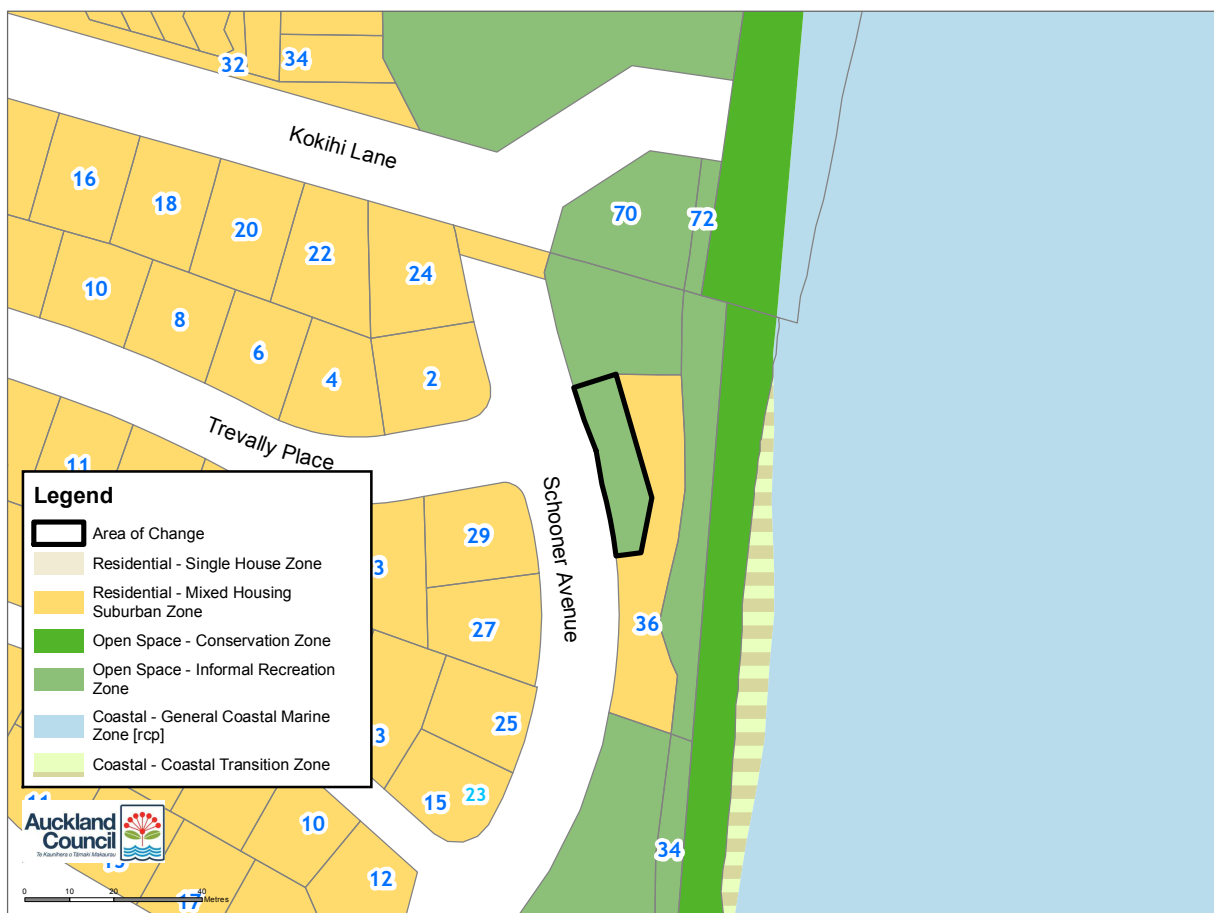 32
34
Kokihi Lane
16
18
20
22
24
70
72
10
8
6
4
2
Trevally Place
11
Schooner Avenue
29
3
27
36
25
3
15
23
34
10
12
17
Legend
Area of Change
Residential - Single House Zone
Residential - Mixed Housing
Suburban Zone
Open Space - Conservation Zone
Open Space - Informal Recreation
Zone
Coastal - General Coastal Marine
Zone [rcp]
Coastal - Coastal Transition Zone
Auckland
Council
Te Kaunihera o Tāmaki Makaurau
0 10 20 40
Metres